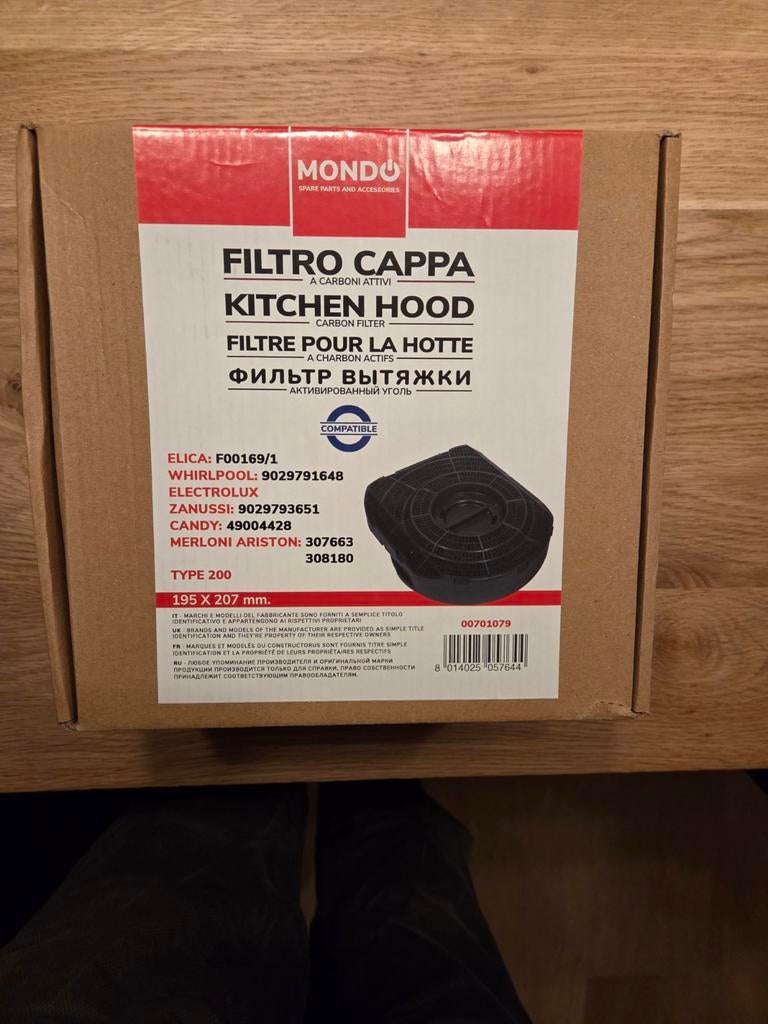 MONDO
SPARE PARTS AND ACCESSORIES
FILTRO CAPPA
A CARBONI ATTIVI
KITCHEN HOOD
CARBON FILTER
FILTRE POUR LA HOTTE
A CHARBON ACTIFS
ФИЛЬТР ВЫТЯЖКИ
АКТИВИРОВАННЫЙ УГОЛЬ
COMPATIBLE
ELICA: F00169/1
WHIRLPOOL: 9029791648
ELECTROLUX
ZANUSSI: 9029793651
CANDY: 49004428
MERLONI ARISTON: 307663
308180
TYPE 200
195 X 207 mm.
IT - MARCHI E MODELLI DEL FABBRICANTE SONO FORNITI A SEMPLICE TITOLO
IDENTIFICATIVO E APPARTENGONO AI RISPETTIVI PROPRIETARI
UK - BRANDS AND MODELS OF THE MANUFACTURER ARE PROVIDED AS SIMPLE TITLE
IDENTIFICATION AND THEY'RE PROPERTY OF THEIR RESPECTIVE OWNERS
FR - MARQUES ET MODELÈS DU CONSTRUCTORUS SONT FOURNIS TITRE SIMPLE
IDENTIFICATION ET LA PROPRIÉTÉ DE LEURS PROPRIÉTAIRES RESPECTIFS
RU - ЛЮБОЕ УПОМИНАНИЕ ПРОИЗВОДИТЕЛЯ И ОРИГИНАЛЬНОЙ МАРКИ
ПРОДУКЦИИ ПРОИЗВОДИТСЯ ТОЛЬКО ДЛЯ СПРАВКИ, ПРАВО СОБСТВЕННОСТИ
ПРИНАДЛЕЖИТ СООТВЕТСТВУЮЩИМ ПРАВООБЛАДАТЕЛЯМ.
00701079
8 014025 057644